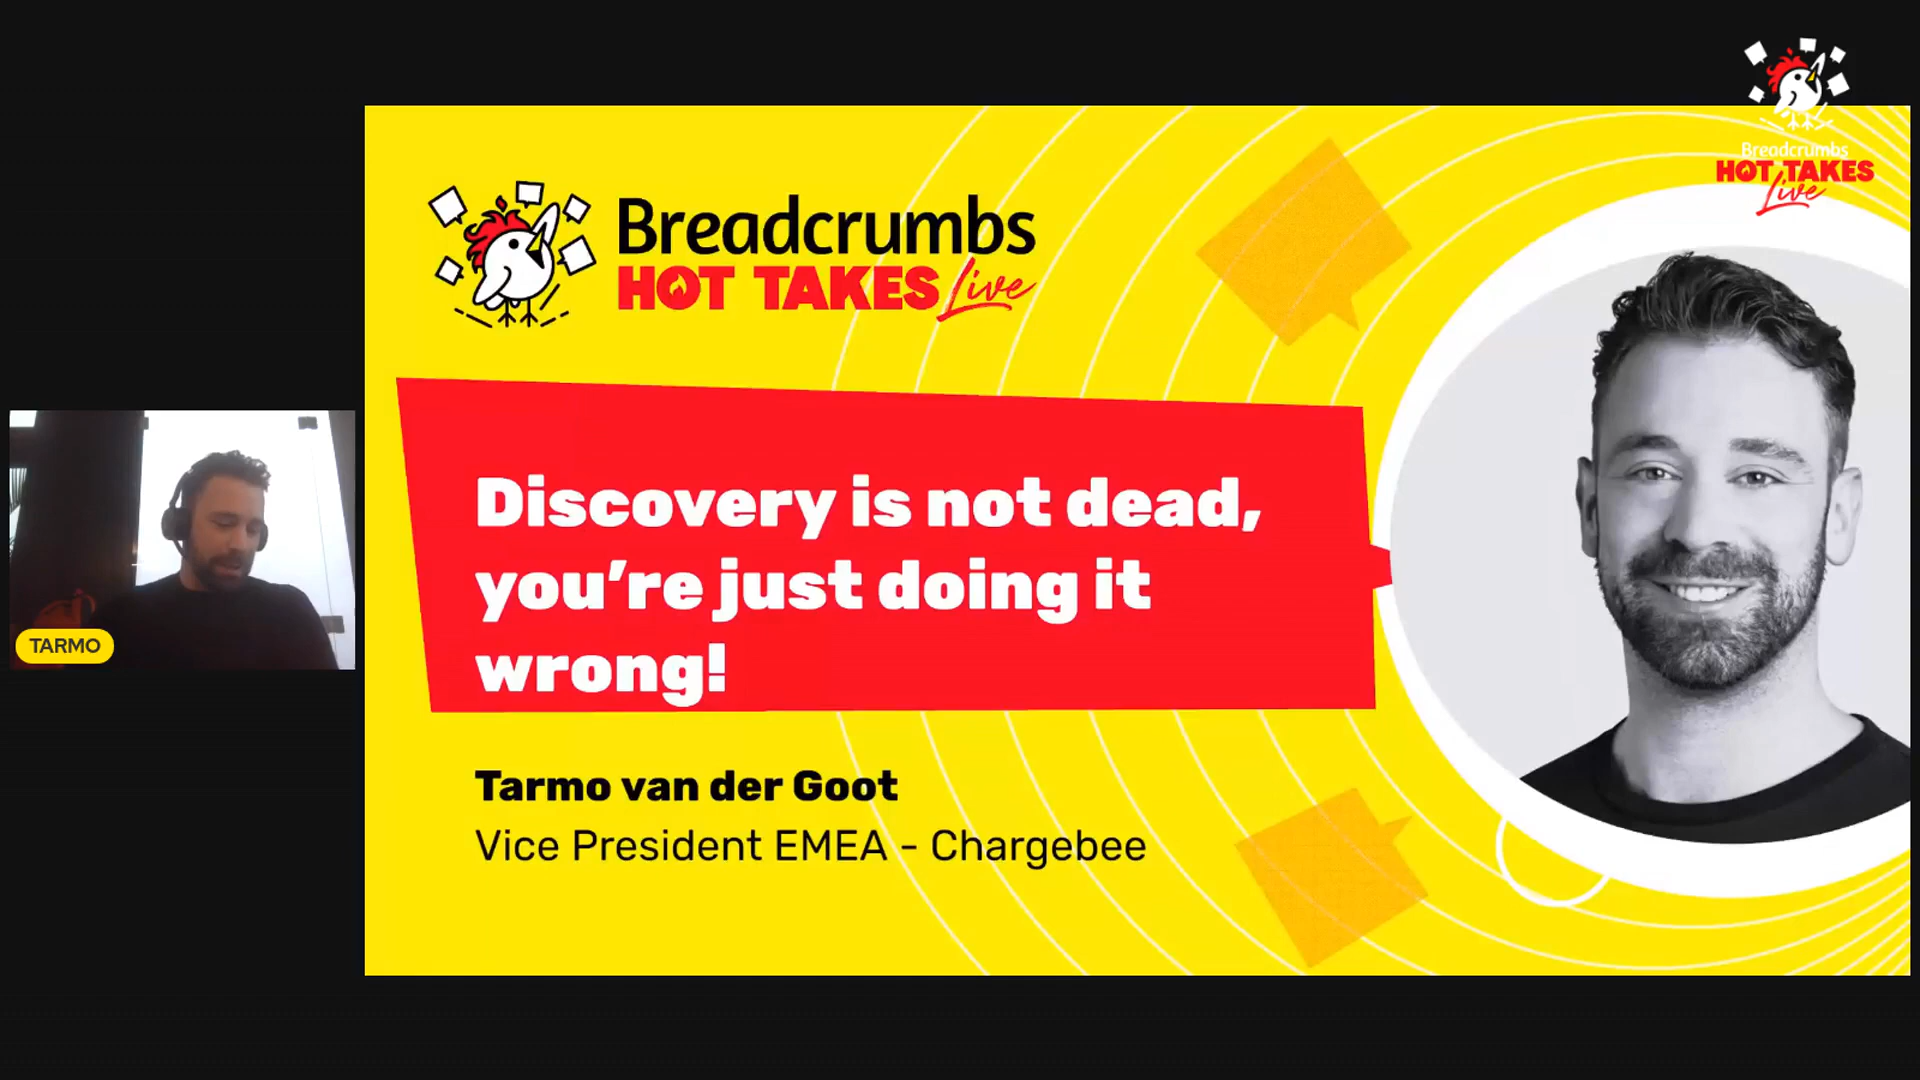 Breadcrumbs
HOT TAKES Live
Breadcrumbs
HOT TAKES
Live
Discovery is not dead,
you're just doing it
wrong!
TARMO
Tarmo van der Goot
Vice President EMEA - Chargebee